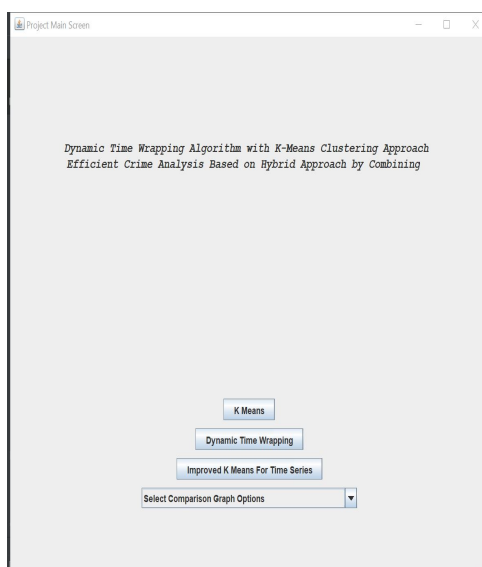 Project Main Screen
Dynamic Time Wrapping Algorithm with K-Means Clustering Approach
Efficient Crime Analysis Based on Hybrid Approach by Combining
K Means
Dynamic Time Wrapping
Improved K Means For Time Series
Select Comparison Graph Options